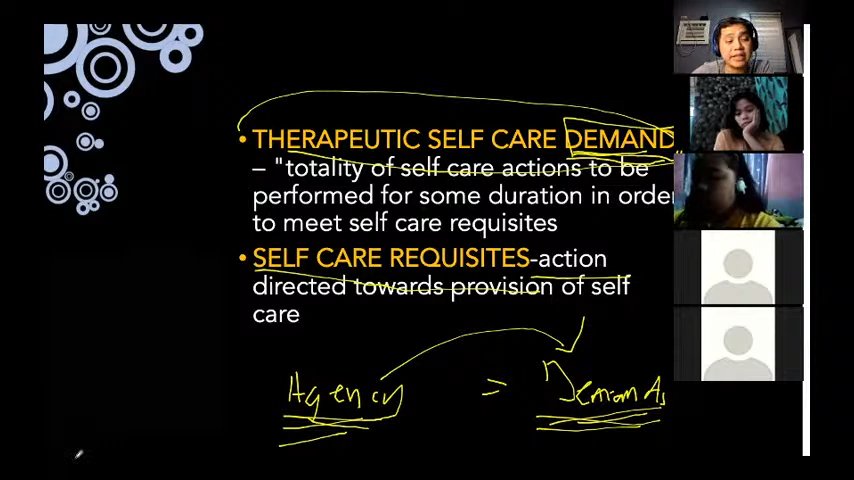 • THERAPEUTIC SELF CARE DEMAND
– "totality of self care actions to be
performed for some duration in order
to meet self care requisites
• SELF CARE REQUISITES-action
directed towards provision of self
care
Agency = Demands